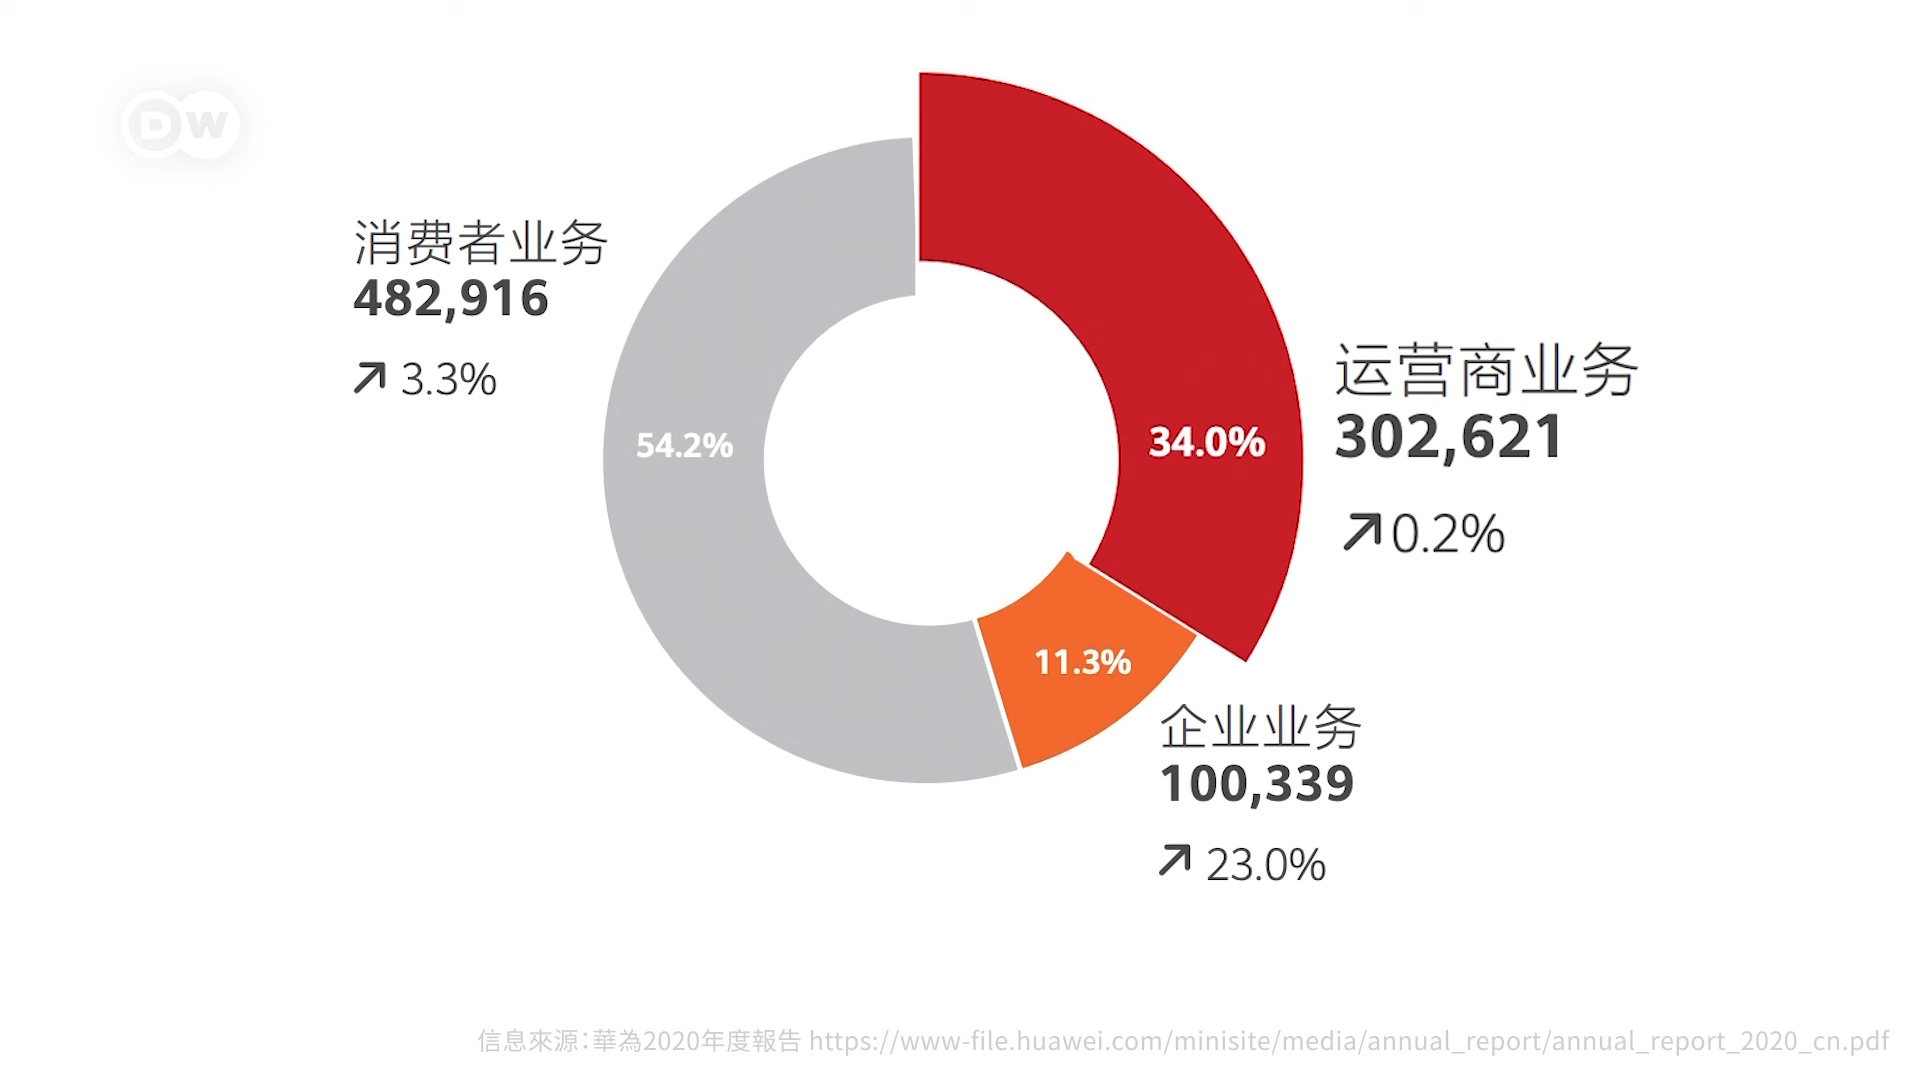 DW
消费者业务
482,916
↗ 3.3%
54.2%
34.0%
运营商业务
302,621
↗0.2%
11.3%
企业业务
100,339
↗ 23.0%
信息來源：華為2020年度報告 https://www-file.huawei.com/minisite/media/annual_report/annual_report_2020_cn.pdf